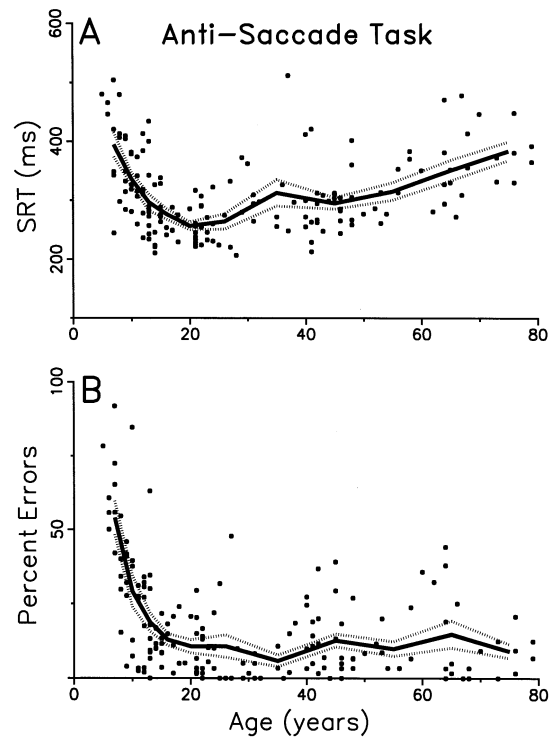 A Anti-Saccade Task
600
400
200
SRT (ms)
0 20 40 60 80
B
100
50
Percent Errors
0 20 40 60 80
Age (years)